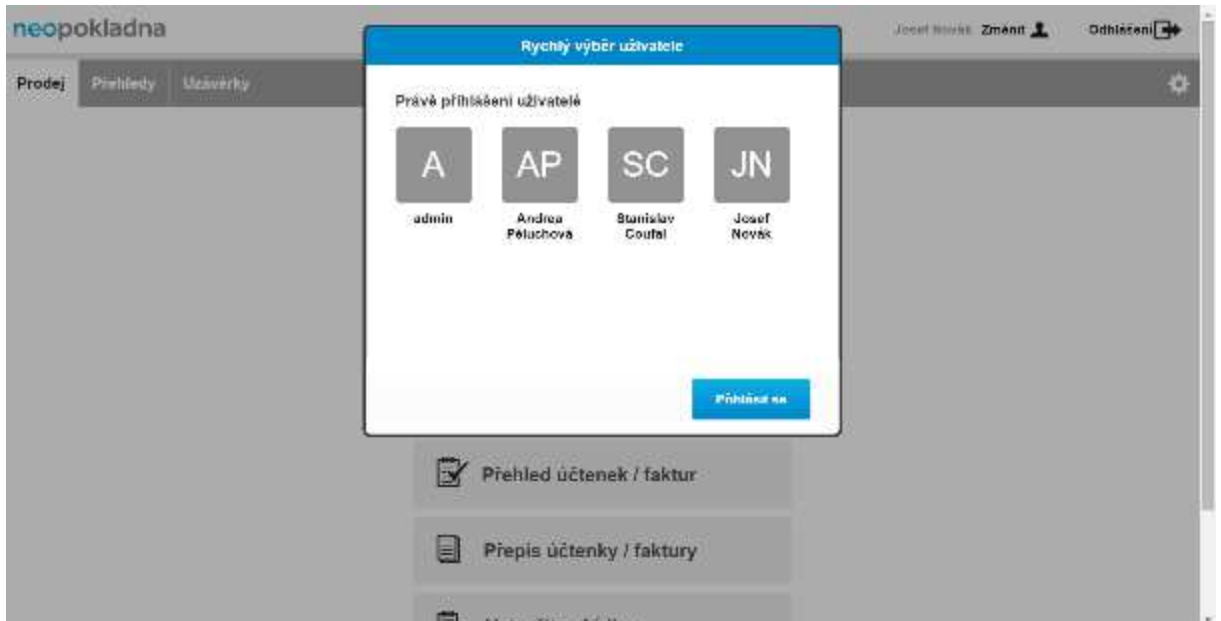 neopokladna
Josef Novák Změnit
Odhlášení
Prodej Přehledy Uzávěrky
Rychlý výběr uživatele
Právě přihlášení uživatelé
A AP SC JN
admin Andrea Stanislav Josef
Pěluchová Coufal Novák
Přihlásit se
Přehled účtenek / faktur
Přepis účtenky / faktury